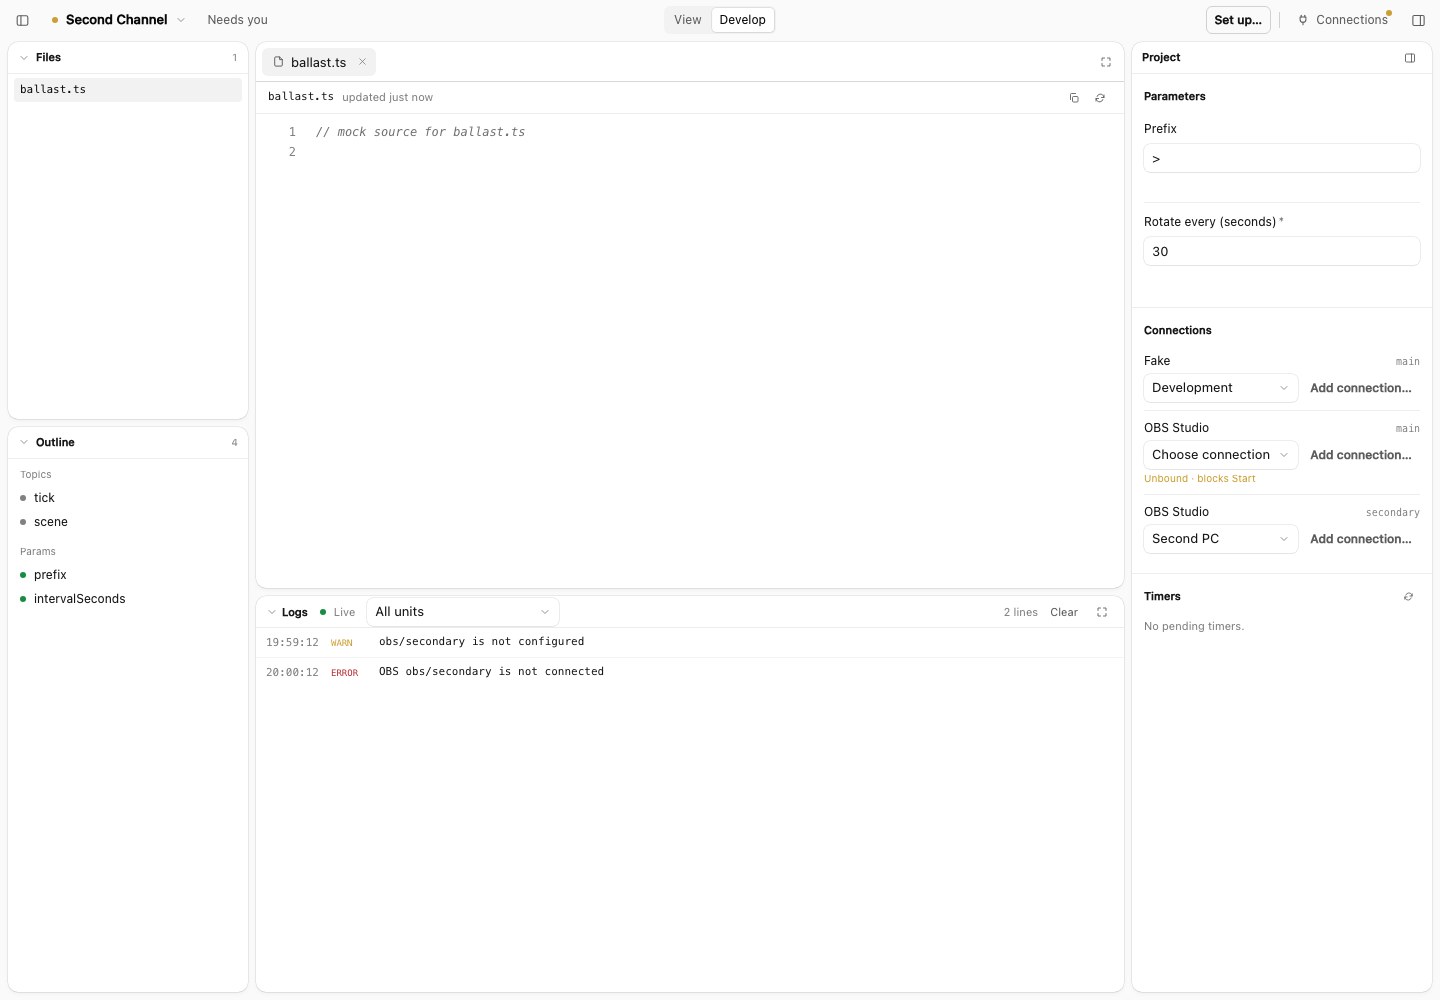 Second Channel
Needs you
View
Develop
Set up...
Connections
Files
1
ballast.ts
Outline
4
Topics
tick
scene
Params
prefix
intervalSeconds
ballast.ts
ballast.ts updated just now
1 // mock source for ballast.ts
2
Logs
Live
All units
2 lines
Clear
19:59:12 WARN obs/secondary is not configured
20:00:12 ERROR OBS obs/secondary is not connected
Project
Parameters
Prefix
>
Rotate every (seconds) *
30
Connections
Fake main
Development Add connection...
OBS Studio main
Choose connection Add connection...
Unbound · blocks Start
OBS Studio secondary
Second PC Add connection...
Timers
No pending timers.